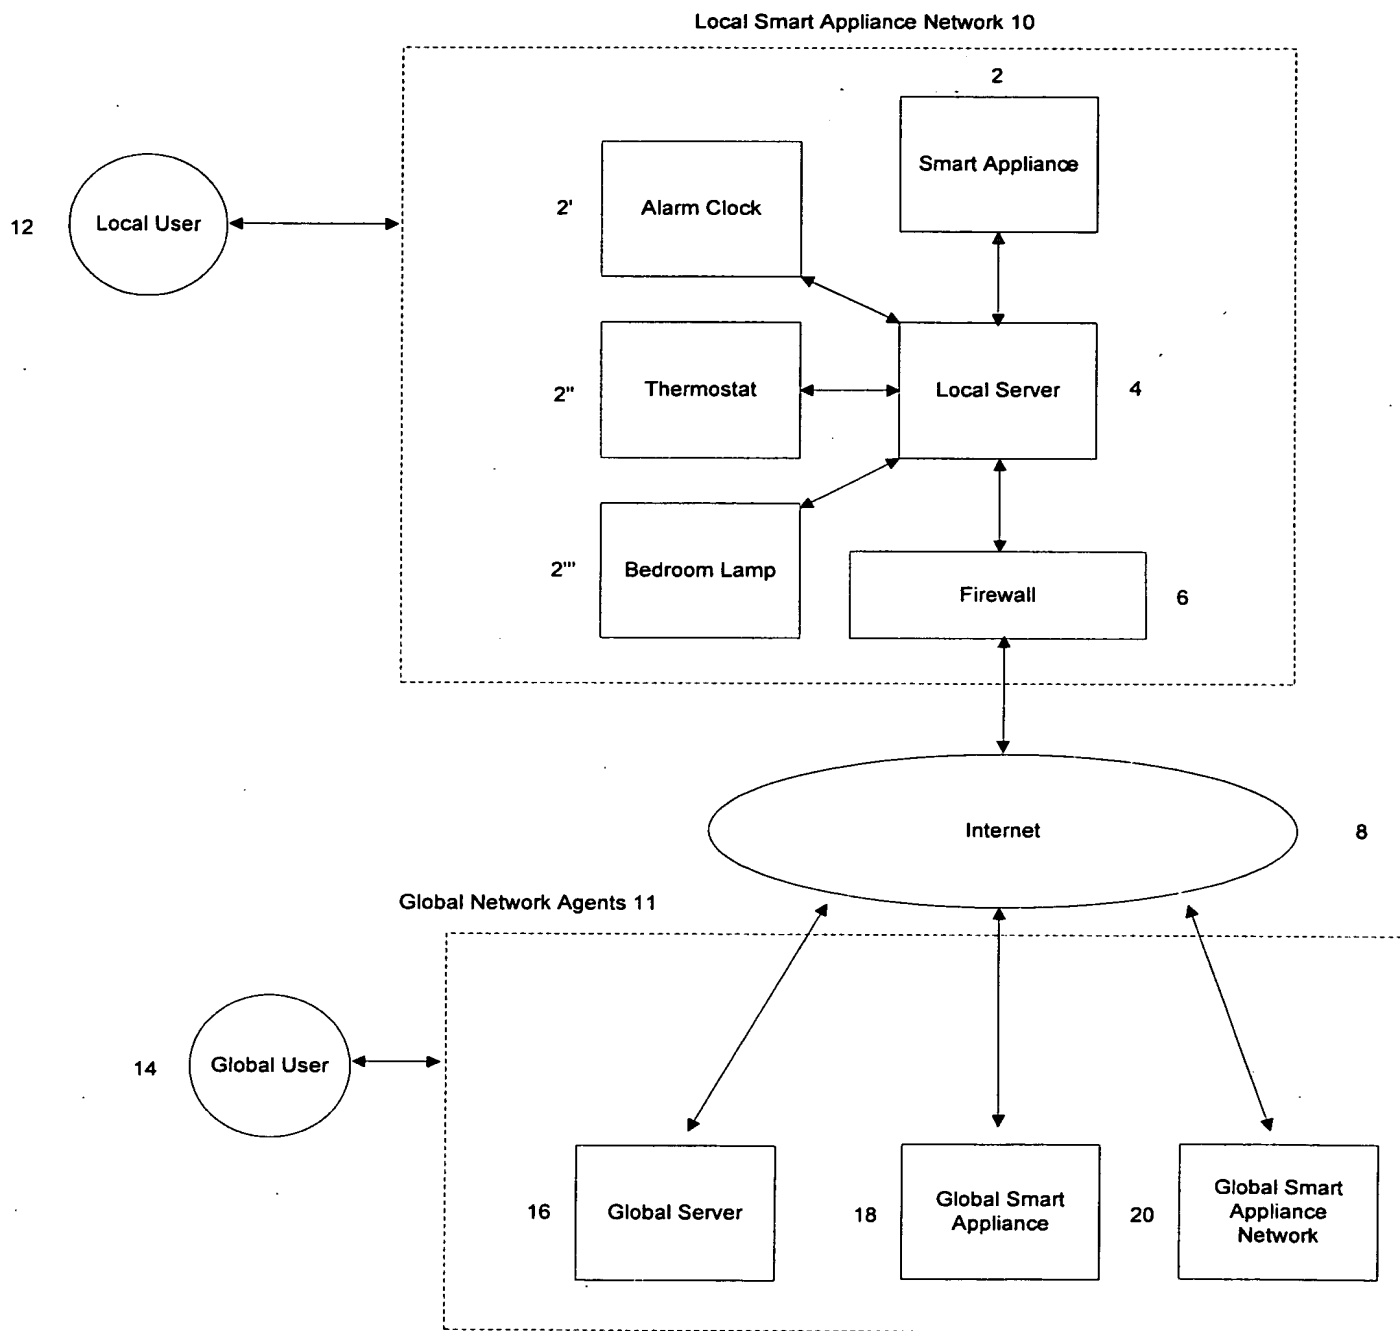 Local Smart Appliance Network 10
2
Smart Appliance
2'
Alarm Clock
12
Local User
2''
Thermostat
Local Server
4
2'''
Bedroom Lamp
Firewall
6
Internet
8
Global Network Agents 11
14
Global User
16
Global Server
18
Global Smart
Appliance
20
Global Smart
Appliance
Network